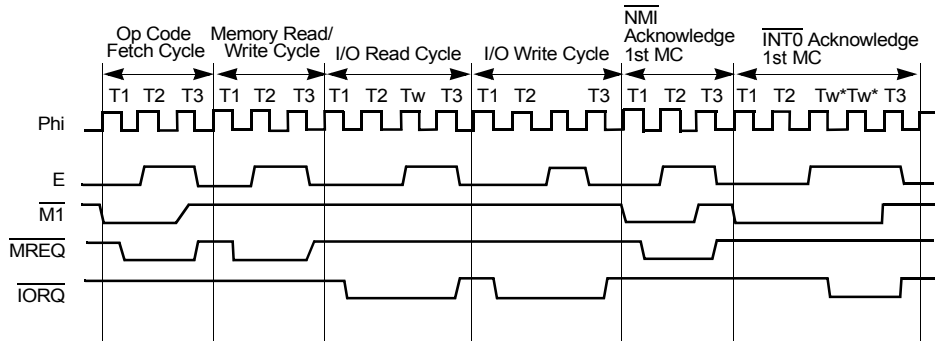 Op Code
Fetch Cycle
Memory Read/
Write Cycle
I/O Read Cycle
I/O Write Cycle
NMI
Acknowledge
1st MC
INT0 Acknowledge
1st MC
T1 T2 T3 T1 T2 T3 T1 T2 Tw T3 T1 T2 T3 T1 T2 T3 T1 T2 Tw* Tw* T3
Phi
E
M1
MREQ
IORQ